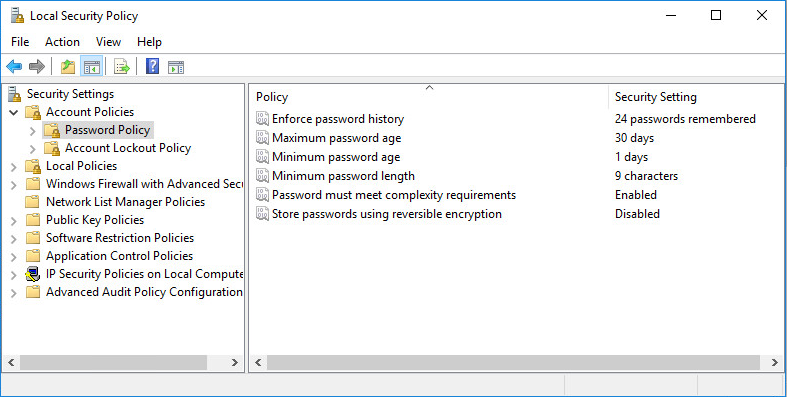 Local Security Policy
File Action View Help
Security Settings
Account Policies
Password Policy
Account Lockout Policy
Local Policies
Windows Firewall with Advanced Secu
Network List Manager Policies
Public Key Policies
Software Restriction Policies
Application Control Policies
IP Security Policies on Local Compute
Advanced Audit Policy Configuration
Policy Security Setting
Enforce password history 24 passwords remembered
Maximum password age 30 days
Minimum password age 1 days
Minimum password length 9 characters
Password must meet complexity requirements Enabled
Store passwords using reversible encryption Disabled